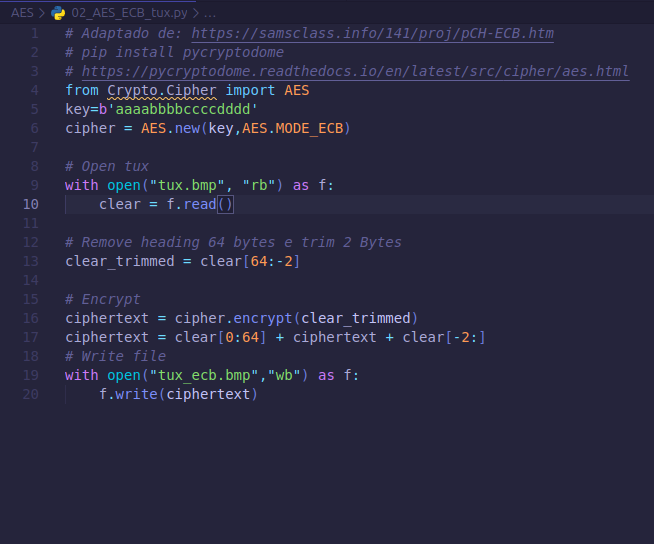 AES > 02_AES_ECB_tux.py > ...
1 # Adaptado de: https://samsclass.info/141/proj/pCH-ECB.htm
2 # pip install pycryptodome
3 # https://pycryptodome.readthedocs.io/en/latest/src/cipher/aes.html
4 from Crypto.Cipher import AES
5 key=b'aaaabbbbccccdddd'
6 cipher = AES.new(key,AES.MODE_ECB)
7
8 # Open tux
9 with open("tux.bmp", "rb") as f:
10     clear = f.read()
11
12 # Remove heading 64 bytes e trim 2 Bytes
13 clear_trimmed = clear[64:-2]
14
15 # Encrypt
16 ciphertext = cipher.encrypt(clear_trimmed)
17 ciphertext = clear[0:64] + ciphertext + clear[-2:]
18 # Write file
19 with open("tux_ecb.bmp","wb") as f:
20     f.write(ciphertext)